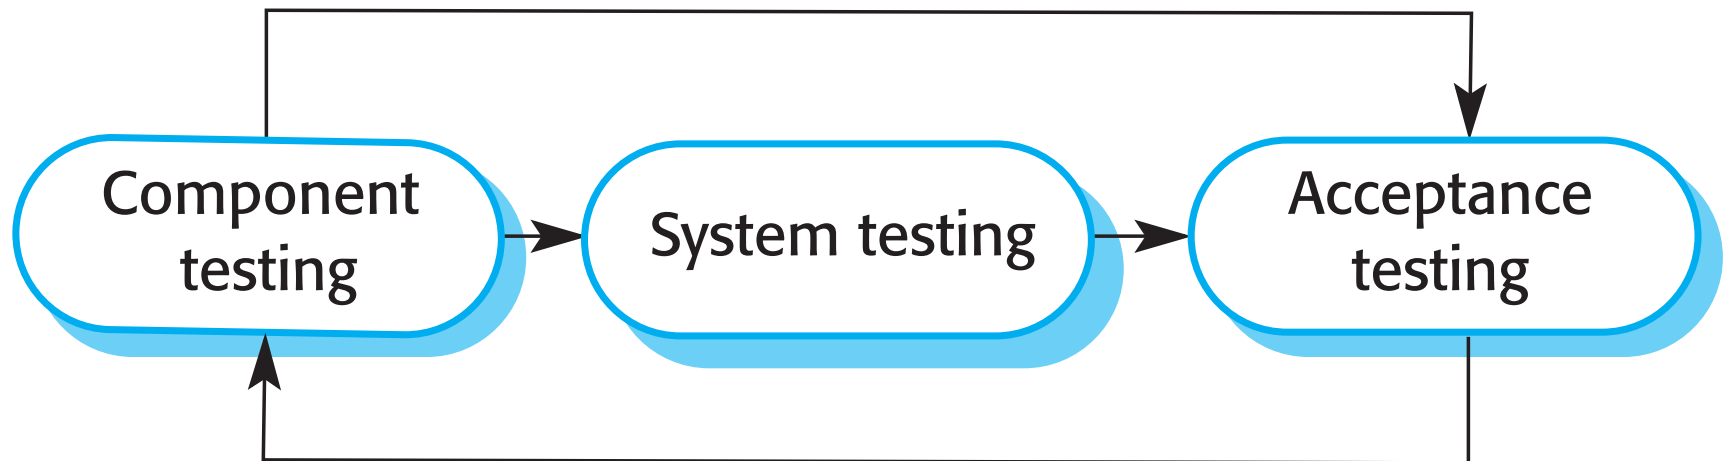 Component
testing
System testing
Acceptance
testing